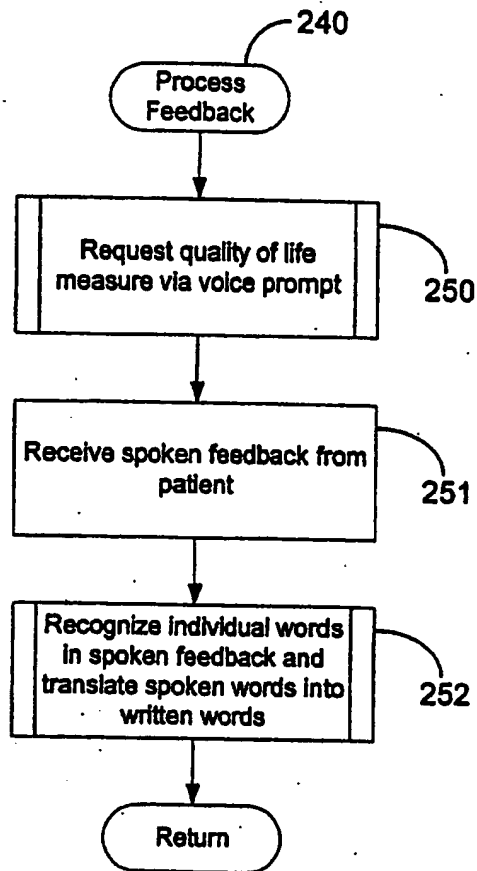 240
Process
Feedback
Request quality of life
measure via voice prompt
250
Receive spoken feedback from
patient
251
Recognize individual words
in spoken feedback and
translate spoken words into
written words
252
Return